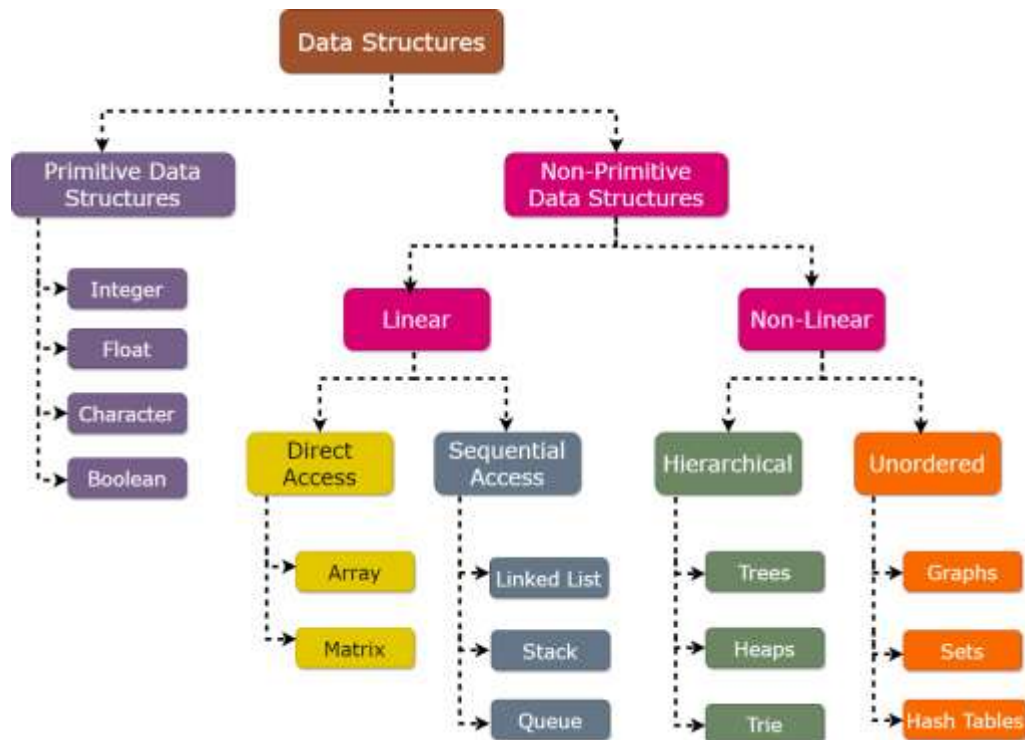 Data Structures
Primitive Data
Structures
Non-Primitive
Data Structures
Integer
Float
Character
Boolean
Linear
Non-Linear
Direct
Access
Sequential
Access
Hierarchical
Unordered
Array
Matrix
Linked List
Stack
Queue
Trees
Heaps
Trie
Graphs
Sets
Hash Tables